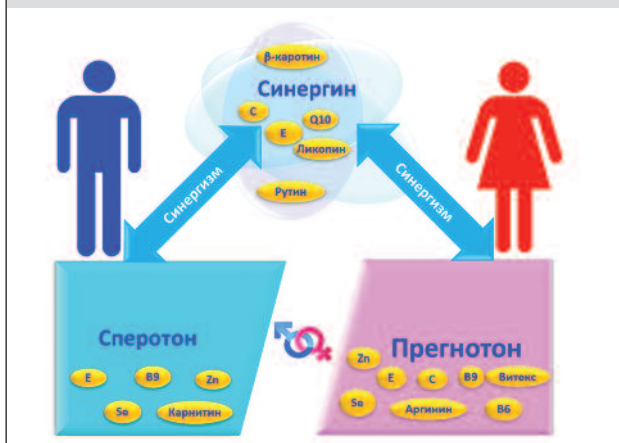 β-каротин
Синергин
C
Q10
E
Ликопин
Рутин
Синергизм
Синергизм
Сперотон
E
B9
Zn
Se
Карнитин
Прегнотон
Zn
E
C
B9
Витекс
Se
Аргинин
B6